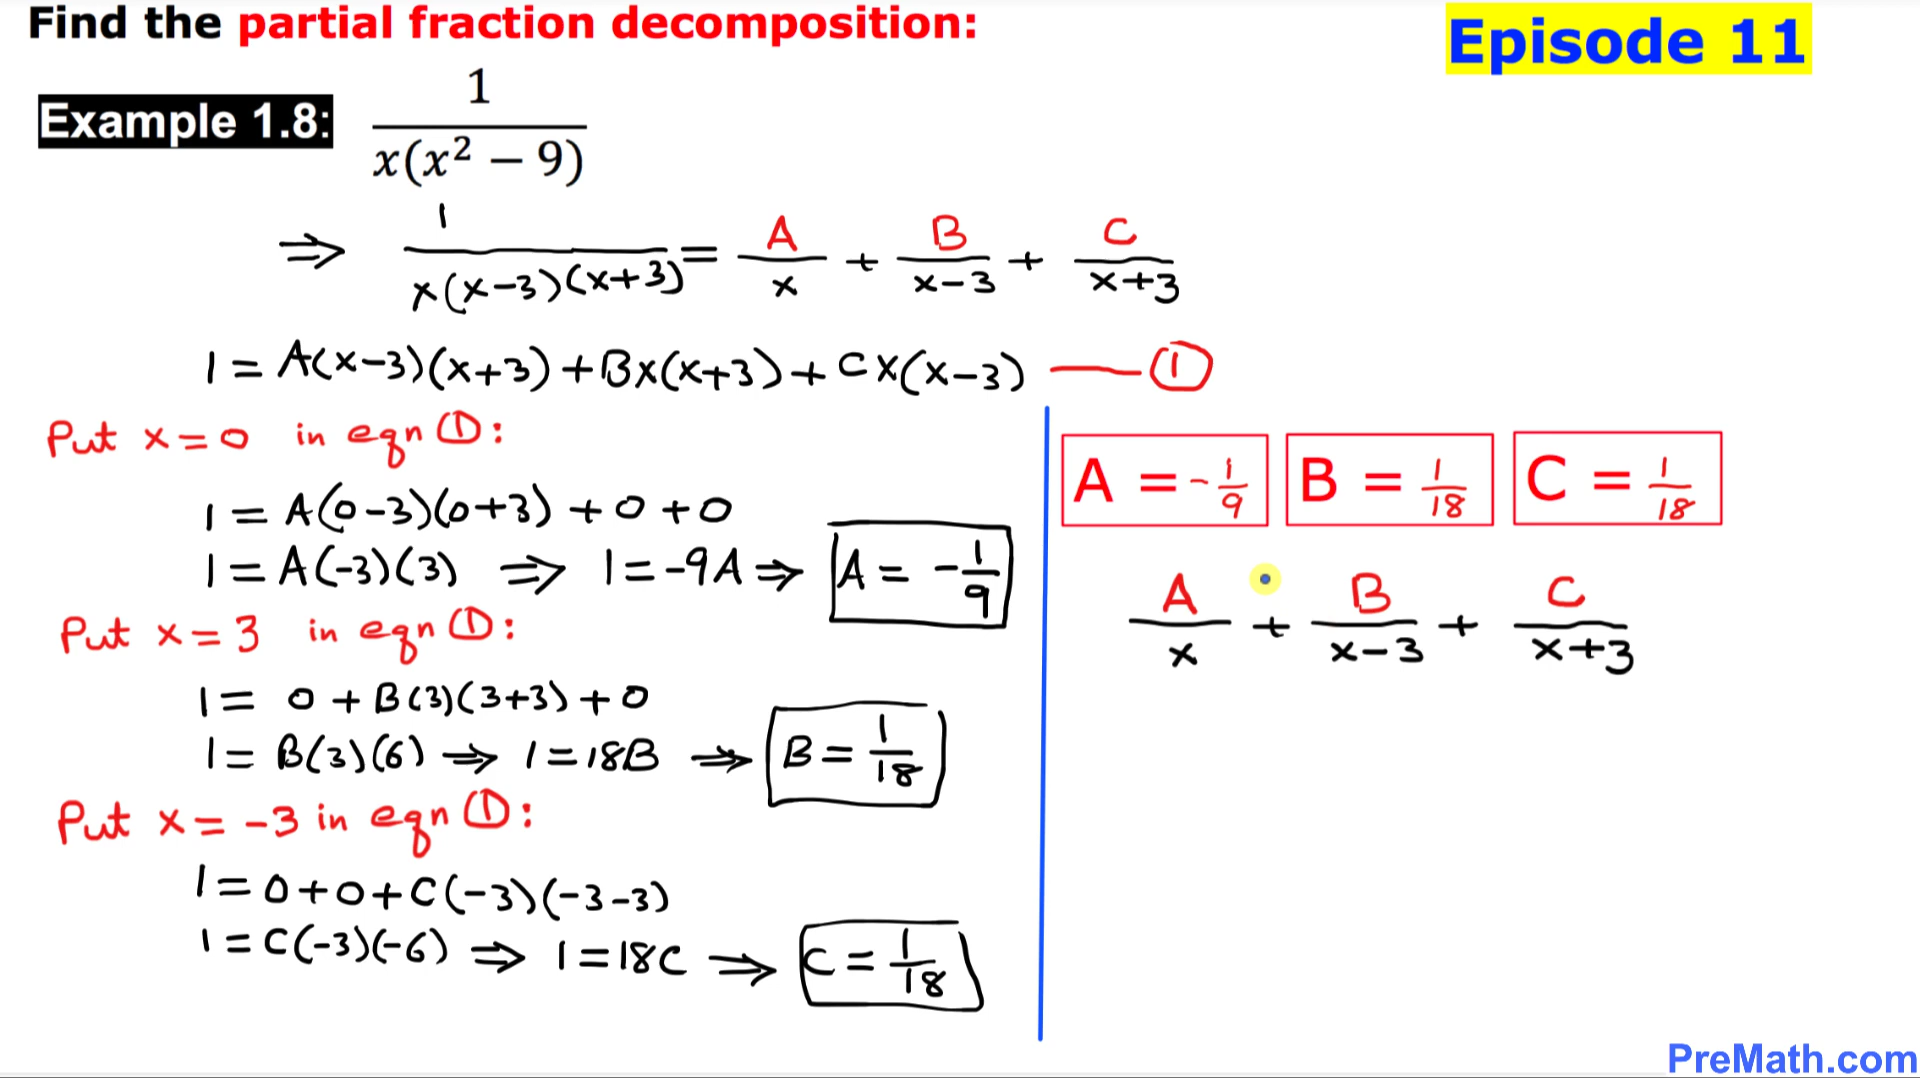 Find the partial fraction decomposition:
Episode 11
Example 1.8: 1/(x(x² − 9))
⇒ 1/(x(x−3)(x+3)) = A/x + B/(x−3) + C/(x+3)
1 = A(x−3)(x+3) + Bx(x+3) + Cx(x−3) —— ①
Put x = 0 in eqn ①:
1 = A(0−3)(0+3) + 0 + 0
1 = A(−3)(3) ⇒ 1 = −9A ⇒ A = −1/9
Put x = 3 in eqn ①:
1 = 0 + B(3)(3+3) + 0
1 = B(3)(6) ⇒ 1 = 18B ⇒ B = 1/18
Put x = −3 in eqn ①:
1 = 0 + 0 + C(−3)(−3−3)
1 = C(−3)(−6) ⇒ 1 = 18C ⇒ C = 1/18
A = −1/9 B = 1/18 C = 1/18
A/x + B/(x−3) + C/(x+3)
PreMath.com